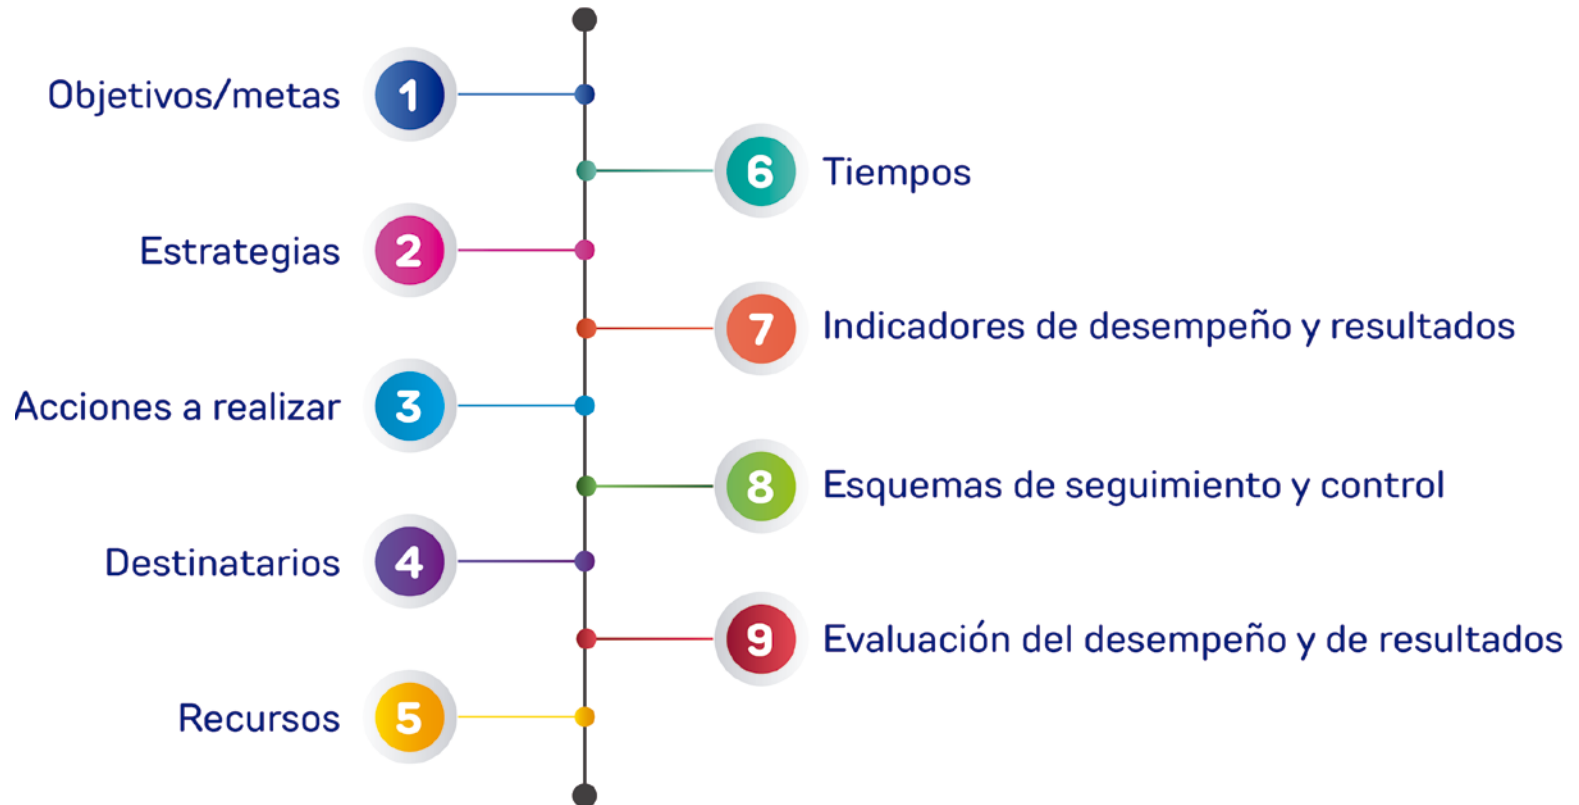 Objetivos/metas 1
Estrategias 2
Acciones a realizar 3
Destinatarios 4
Recursos 5
6 Tiempos
7 Indicadores de desempeño y resultados
8 Esquemas de seguimiento y control
9 Evaluación del desempeño y de resultados